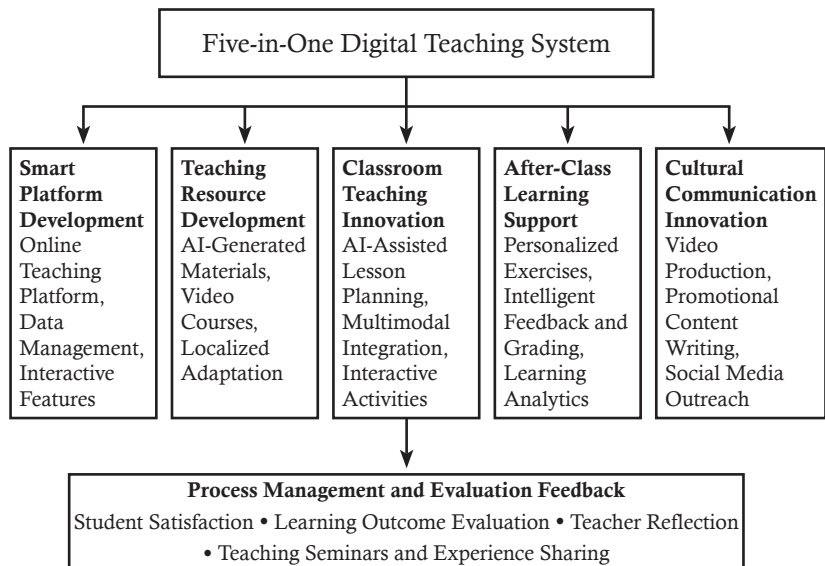 Five-in-One Digital Teaching System
Smart
Platform
Development
Online
Teaching
Platform,
Data
Management,
Interactive
Features
Teaching
Resource
Development
AI-Generated
Materials,
Video
Courses,
Localized
Adaptation
Classroom
Teaching
Innovation
AI-Assisted
Lesson
Planning,
Multimodal
Integration,
Interactive
Activities
After-Class
Learning
Support
Personalized
Exercises,
Intelligent
Feedback and
Grading,
Learning
Analytics
Cultural
Communication
Innovation
Video
Production,
Promotional
Content
Writing,
Social Media
Outreach
Process Management and Evaluation Feedback
Student Satisfaction • Learning Outcome Evaluation • Teacher Reflection
• Teaching Seminars and Experience Sharing